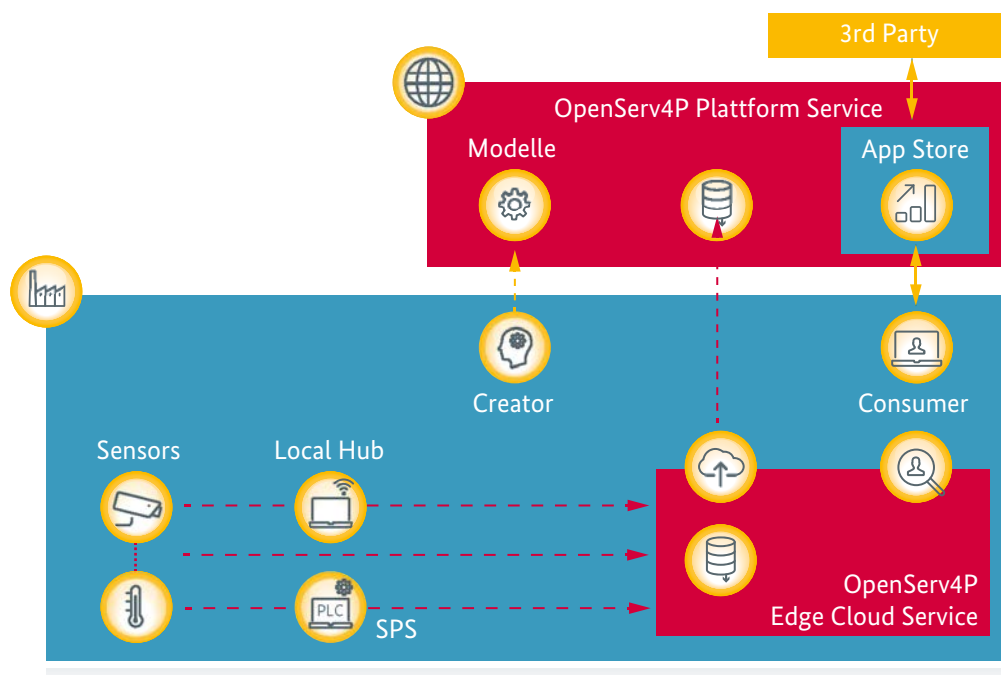 3rd Party
OpenServ4P Plattform Service
Modelle
App Store
Creator
Consumer
Sensors
Local Hub
PLC
SPS
OpenServ4P
Edge Cloud Service